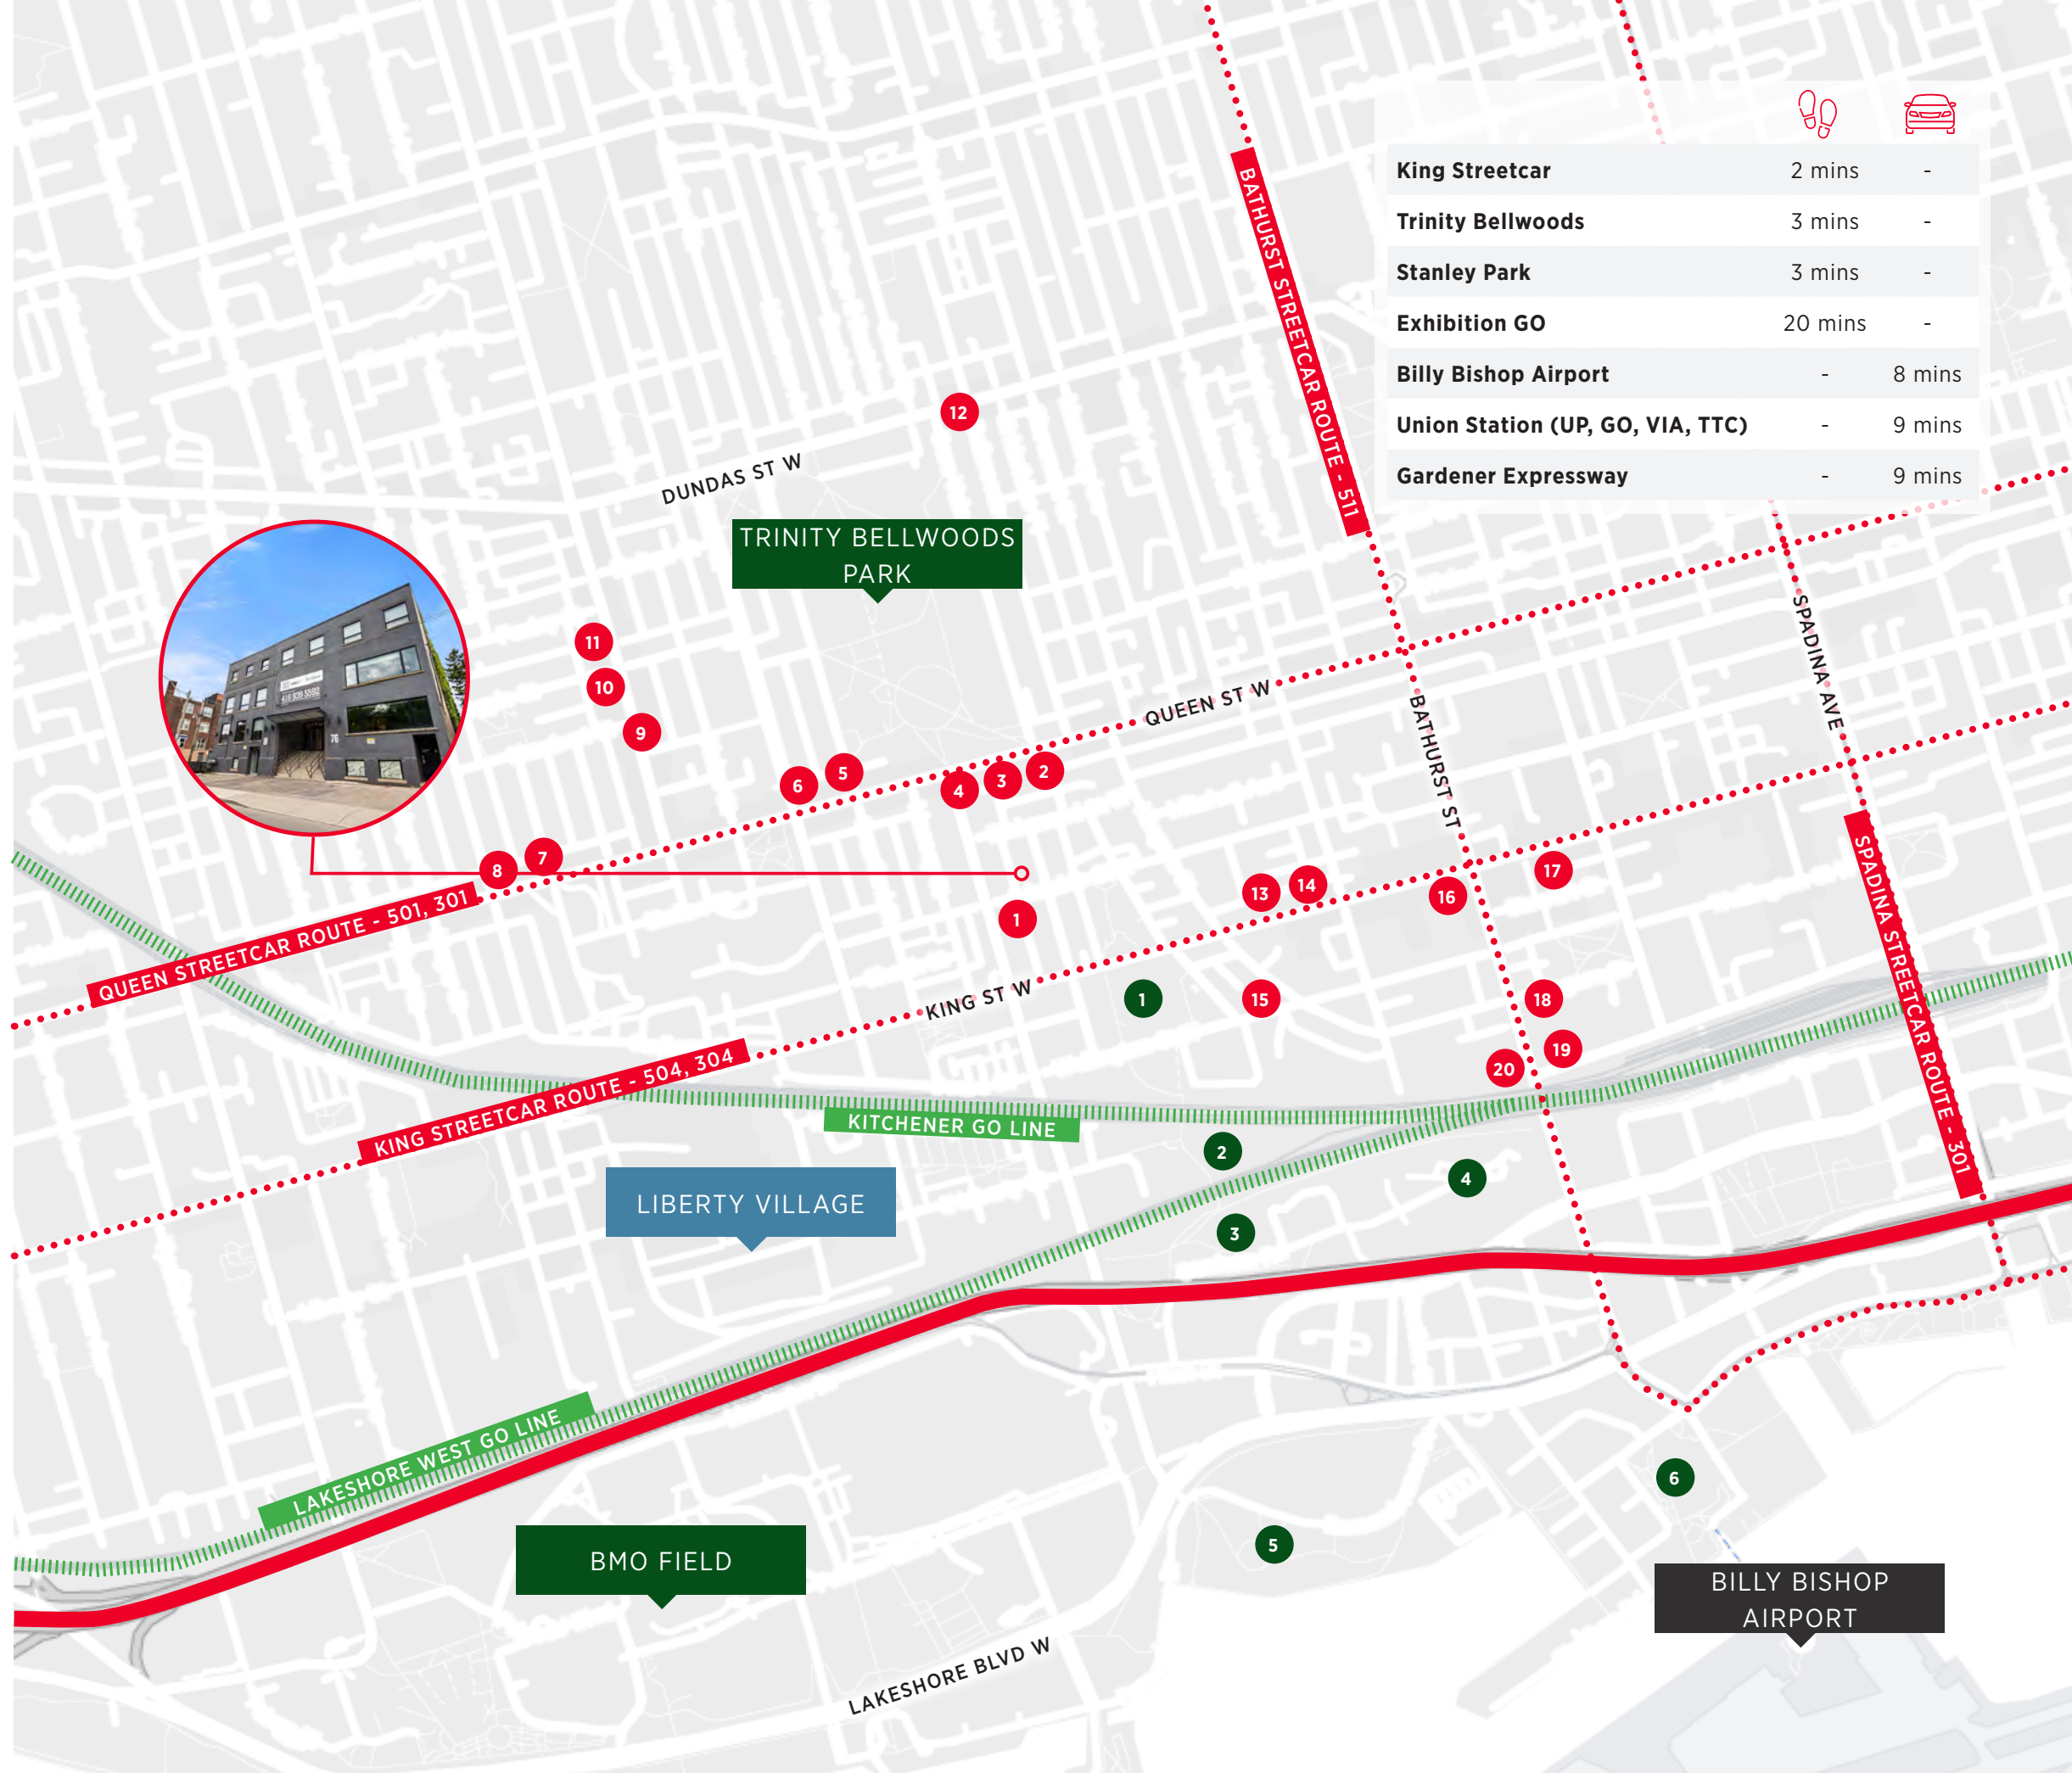 King Streetcar 2 mins -
Trinity Bellwoods 3 mins -
Stanley Park 3 mins -
Exhibition GO 20 mins -
Billy Bishop Airport - 8 mins
Union Station (UP, GO, VIA, TTC) - 9 mins
Gardener Expressway - 9 mins
BATHURST STREETCAR ROUTE - 511
12
DUNDAS ST W
TRINITY BELLWOODS
PARK
11
10
9
SPADINA AVE
QUEEN ST W
BATHURST ST
76
6
5
4
3
2
8
7
1
13
14
16
17
QUEEN STREETCAR ROUTE - 501, 301
KING ST W
1
15
18
19
20
SPADINA STREETCAR ROUTE - 301
KING STREETCAR ROUTE - 504, 304
KITCHENER GO LINE
2
4
3
LIBERTY VILLAGE
LAKESHORE WEST GO LINE
6
5
BMO FIELD
BILLY BISHOP
AIRPORT
LAKESHORE BLVD W